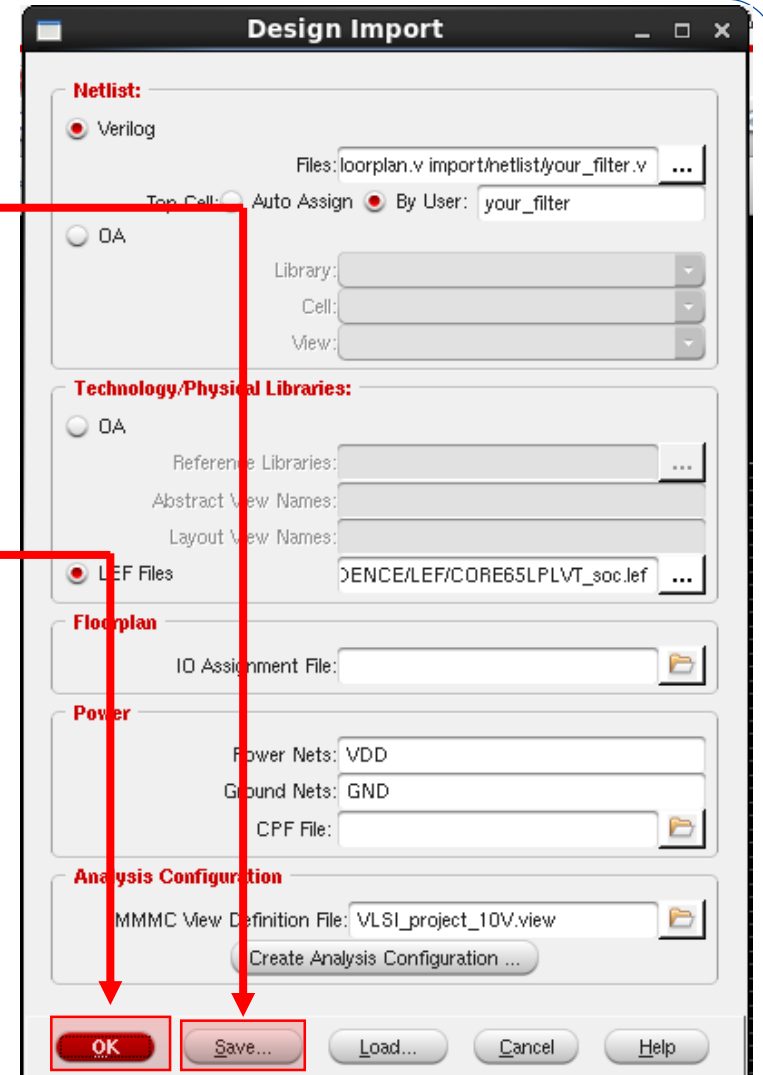 Design Import
Netlist:
Verilog
Files: loorplan.v import/netlist/your_filter.v ...
Top Cell: Auto Assign By User: your_filter
OA
Library:
Cell:
View:
Technology/Physical Libraries:
OA
Reference Libraries: ...
Abstract View Names:
Layout View Names:
LEF Files DENCE/LEF/CORE65LPLVT_soc.lef ...
Floorplan
IO Assignment File:
Power
Power Nets: VDD
Ground Nets: GND
CPF File:
Analysis Configuration
MMMC View Definition File: VLSI_project_10V.view
Create Analysis Configuration ...
OK Save... Load... Cancel Help